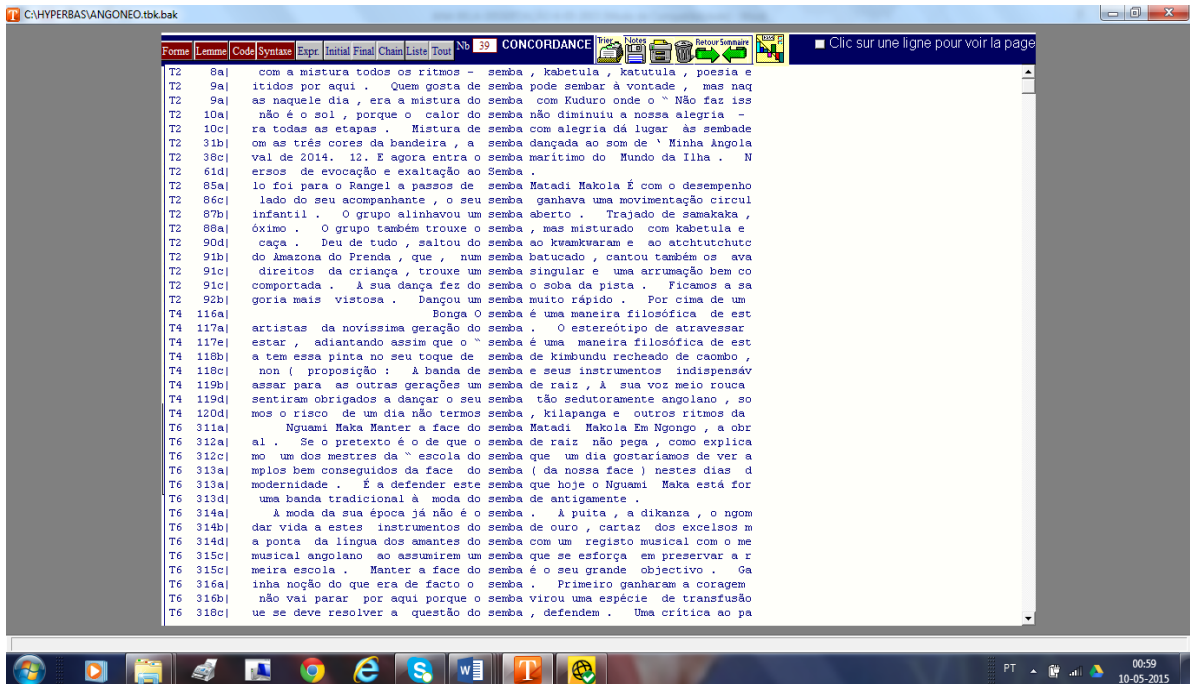 C:\HYPERBAS\ANGONEO.tbk.bak
Forme Lemme Code Syntaxe Expr. Initial Final Chain Liste Tout Nb 39 CONCORDANCE Trier Notes Retour Sommaire Clic sur une ligne pour voir la page
T2 8a| com a mistura todos os ritmos - semba , kabetula , katutula , poesia e
T2 9a| itidos por aqui . Quem gosta de semba pode sembar à vontade , mas naq
T2 9a| as naquele dia , era a mistura do semba com Kuduro onde o " Não faz iss
T2 10a| não é o sol , porque o calor do semba não diminuiu a nossa alegria -
T2 10c| ra todas as etapas . Mistura de semba com alegria dá lugar às sembade
T2 31b| om as três cores da bandeira , a semba dançada ao som de ' Minha Angola
T2 38c| val de 2014. 12. E agora entra o semba marítimo do Mundo da Ilha . N
T2 61d| ersos de evocação e exaltação ao Semba .
T2 85a| lo foi para o Rangel a passos de semba Matadi Makola É com o desempenho
T2 86c| lado do seu acompanhante , o seu semba ganhava uma movimentação circul
T2 87b| infantil . O grupo alinhavou um semba aberto . Trajado de samakaka ,
T2 88a| óximo . O grupo também trouxe o semba , mas misturado com kabetula e
T2 90d| caça . Deu de tudo , saltou do semba ao kwamkwaram e ao atchtutchutc
T2 91b| do Amazona do Prenda , que , num semba batucado , cantou também os ava
T2 91c| direitos da criança , trouxe um semba singular e uma arrumação bem co
T2 91c| comportada . A sua dança fez do semba o soba da pista . Ficamos a sa
T2 92b| goria mais vistosa . Dançou um semba muito rápido . Por cima de um
T4 116a| Bonga O semba é uma maneira filosófica de est
T4 117a| artistas da novíssima geração do semba . O estereótipo de atravessar
T4 117e| estar , adiantando assim que o " semba é uma maneira filosófica de est
T4 118b| a tem essa pinta no seu toque de semba de kimbundu recheado de caombo ,
T4 118c| non ( proposição : A banda de semba e seus instrumentos indispensáv
T4 119b| assar para as outras gerações um semba de raiz , A sua voz meio rouca
T4 119d| sentiram obrigados a dançar o seu semba tão sedutoramente angolano , so
T4 120d| mos o risco de um dia não termos semba , kilapanga e outros ritmos da
T6 311a| Nguami Maka Manter a face do semba Matadi Makola Em Ngongo , a obr
T6 312a| al . Se o pretexto é o de que o semba de raiz não pega , como explica
T6 312c| mo um dos mestres da " escola do semba que um dia gostaríamos de ver a
T6 313a| mplos bem conseguidos da face do semba ( da nossa face ) nestes dias d
T6 313a| modernidade . É a defender este semba que hoje o Nguami Maka está for
T6 313d| uma banda tradicional à moda do semba de antigamente .
T6 314a| A moda da sua época já não é o semba . A puita , a dikanza , o ngom
T6 314b| dar vida a estes instrumentos do semba de ouro , cartaz dos excelsos m
T6 314d| a ponta da língua dos amantes do semba com um registo musical com o me
T6 315c| musical angolano ao assumirem um semba que se esforça em preservar a r
T6 315c| meira escola . Manter a face do semba é o seu grande objectivo . Ga
T6 316a| inha noção do que era de facto o semba . Primeiro ganharam a coragem
T6 316b| não vai parar por aqui porque o semba virou uma espécie de transfusão
T6 318c| ue se deve resolver a questão do semba , defendem . Uma crítica ao pa
PT 00:59
10-05-2015